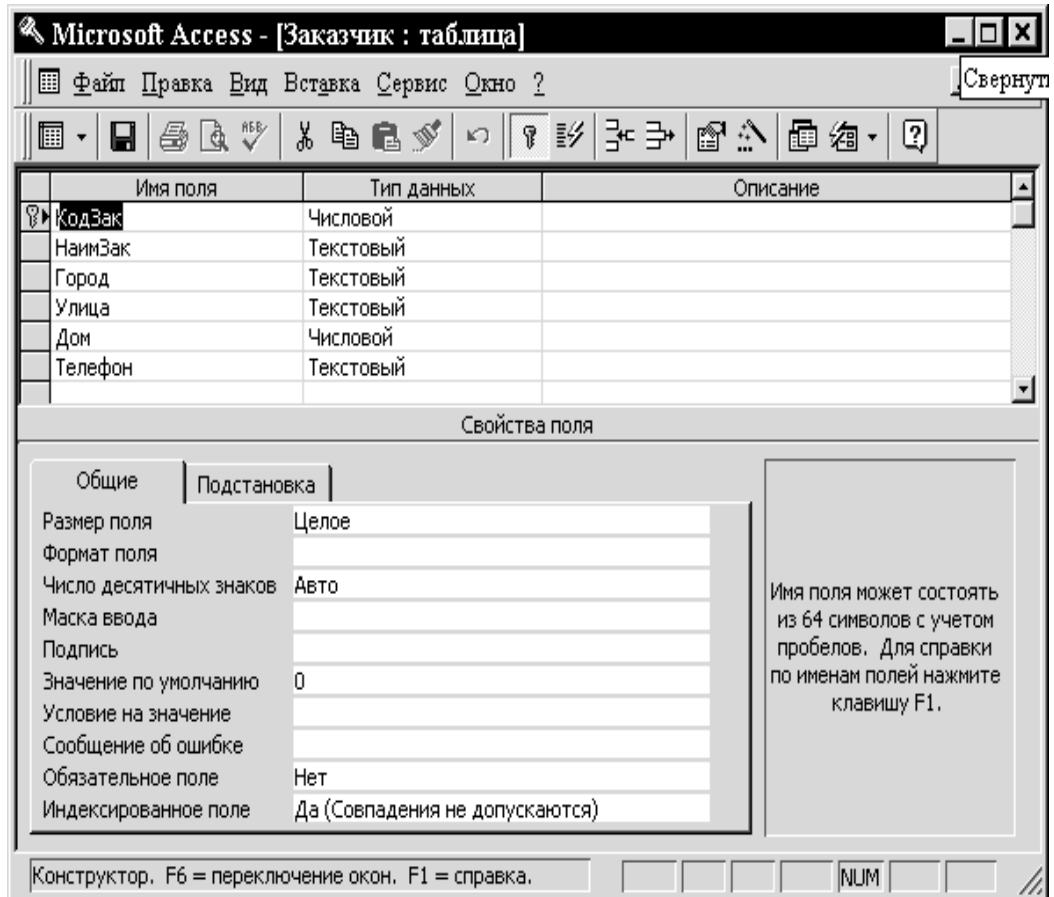 Microsoft Access - [Заказчик : таблица]
Файл Правка Вид Вставка Сервис Окно ?
Свернут
АБВ
Имя поля Тип данных Описание
КодЗак Числовой
НаимЗак Текстовый
Город Текстовый
Улица Текстовый
Дом Числовой
Телефон Текстовый
Свойства поля
Общие Подстановка
Размер поля Целое
Формат поля
Число десятичных знаков Авто
Маска ввода
Подпись
Значение по умолчанию 0
Условие на значение
Сообщение об ошибке
Обязательное поле Нет
Индексированное поле Да (Совпадения не допускаются)
Имя поля может состоять
из 64 символов с учетом
пробелов. Для справки
по именам полей нажмите
клавишу F1.
Конструктор. F6 = переключение окон. F1 = справка. NUM